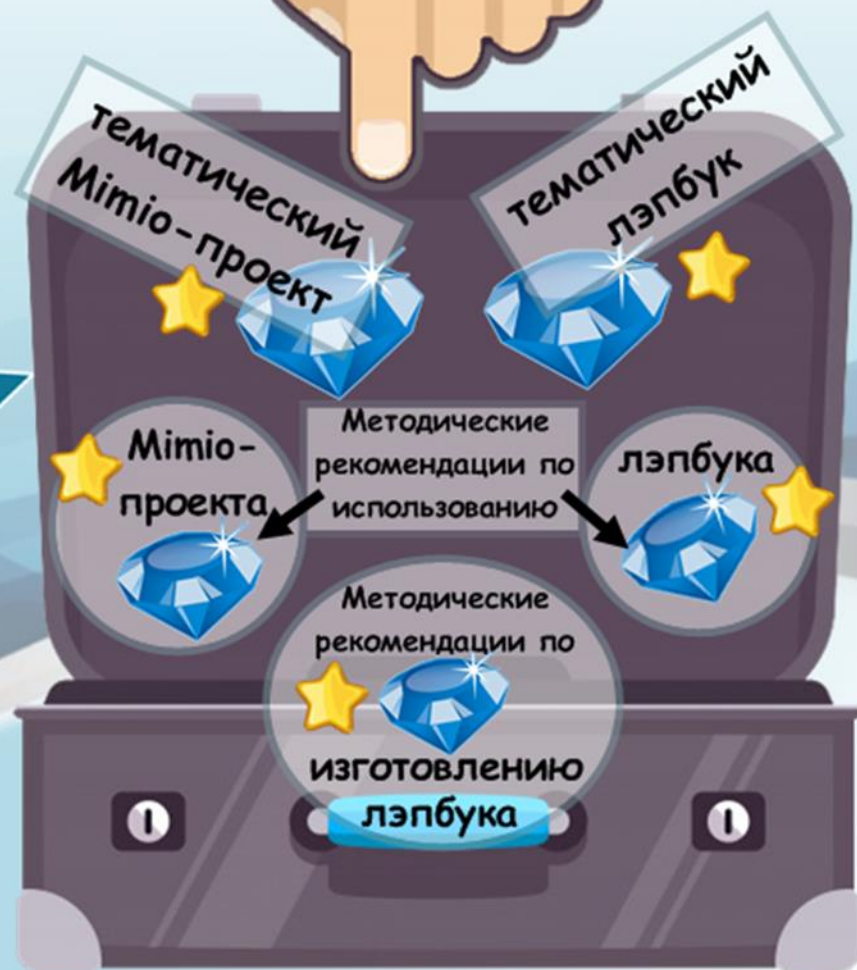 тематический
Mimio-проект
тематический
лэпбук
Методические
рекомендации по
использованию
Mimio-
проекта
лэпбука
Методические
рекомендации по
изготовлению
лэпбука